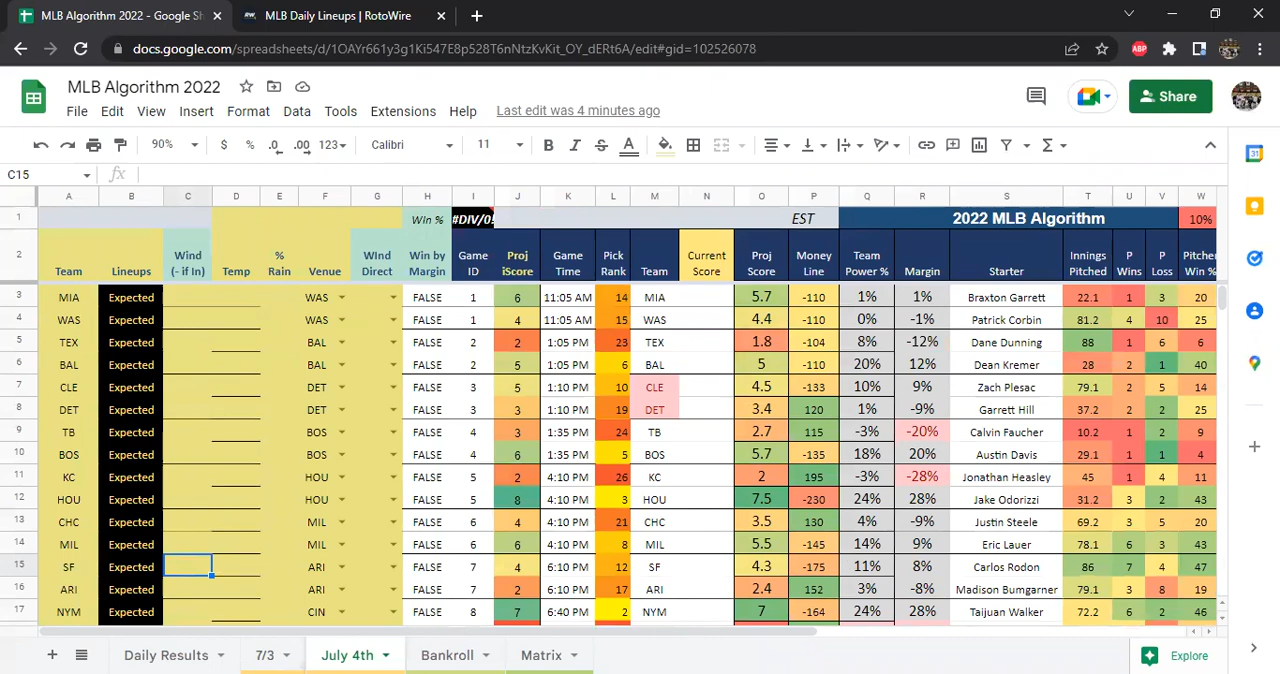 MLB Algorithm 2022 - Google Sh
MLB Daily Lineups | RotoWire
docs.google.com/spreadsheets/d/1OAYr661y3g1Ki547E8p528T6nNtzKvKit_OY_dERt6A/edit#gid=102526078
ABP
MLB Algorithm 2022
File Edit View Insert Format Data Tools Extensions Help Last edit was 4 minutes ago
Share
90% $ % .0 .00 123 Calibri 11 B I S A
C15 fx
A B C D E F G H I J K L M N O P Q R S T U V W
1 Win % #DIV/0! EST 2022 MLB Algorithm 10%
2 Team Lineups Wind (- if In) Temp % Rain Venue WInd Direct Win by Margin Game ID Proj iScore Game Time Pick Rank Team Current Score Proj Score Money Line Team Power % Margin Starter Innings Pitched P Wins P Loss Pitcher Win %
3 MIA Expected WAS FALSE 1 6 11:05 AM 14 MIA 5.7 -110 1% 1% Braxton Garrett 22.1 1 3 20
4 WAS Expected WAS FALSE 1 4 11:05 AM 15 WAS 4.4 -110 0% -1% Patrick Corbin 81.2 4 10 25
5 TEX Expected BAL FALSE 2 2 1:05 PM 23 TEX 1.8 -104 8% -12% Dane Dunning 88 1 6 6
6 BAL Expected BAL FALSE 2 5 1:05 PM 6 BAL 5 -110 20% 12% Dean Kremer 28 2 1 40
7 CLE Expected DET FALSE 3 5 1:10 PM 10 CLE 4.5 -133 10% 9% Zach Plesac 79.1 2 5 14
8 DET Expected DET FALSE 3 3 1:10 PM 19 DET 3.4 120 1% -9% Garrett Hill 37.2 2 2 25
9 TB Expected BOS FALSE 4 3 1:35 PM 24 TB 2.7 115 -3% -20% Calvin Faucher 10.2 1 2 9
10 BOS Expected BOS FALSE 4 6 1:35 PM 5 BOS 5.7 -135 18% 20% Austin Davis 29.1 1 1 4
11 KC Expected HOU FALSE 5 2 4:10 PM 26 KC 2 195 -3% -28% Jonathan Heasley 45 1 4 11
12 HOU Expected HOU FALSE 5 8 4:10 PM 3 HOU 7.5 -230 24% 28% Jake Odorizzi 31.2 3 2 43
13 CHC Expected MIL FALSE 6 4 4:10 PM 21 CHC 3.5 130 4% -9% Justin Steele 69.2 3 5 20
14 MIL Expected MIL FALSE 6 6 4:10 PM 8 MIL 5.5 -145 14% 9% Eric Lauer 78.1 6 3 43
15 SF Expected ARI FALSE 7 4 6:10 PM 12 SF 4.3 -175 11% 8% Carlos Rodon 86 7 4 47
16 ARI Expected ARI FALSE 7 2 6:10 PM 17 ARI 2.4 152 3% -8% Madison Bumgarner 79.1 3 8 19
17 NYM Expected CIN FALSE 8 7 6:40 PM 2 NYM 7 -164 24% 28% Taijuan Walker 72.2 6 2 46
Daily Results 7/3 July 4th Bankroll Matrix Explore